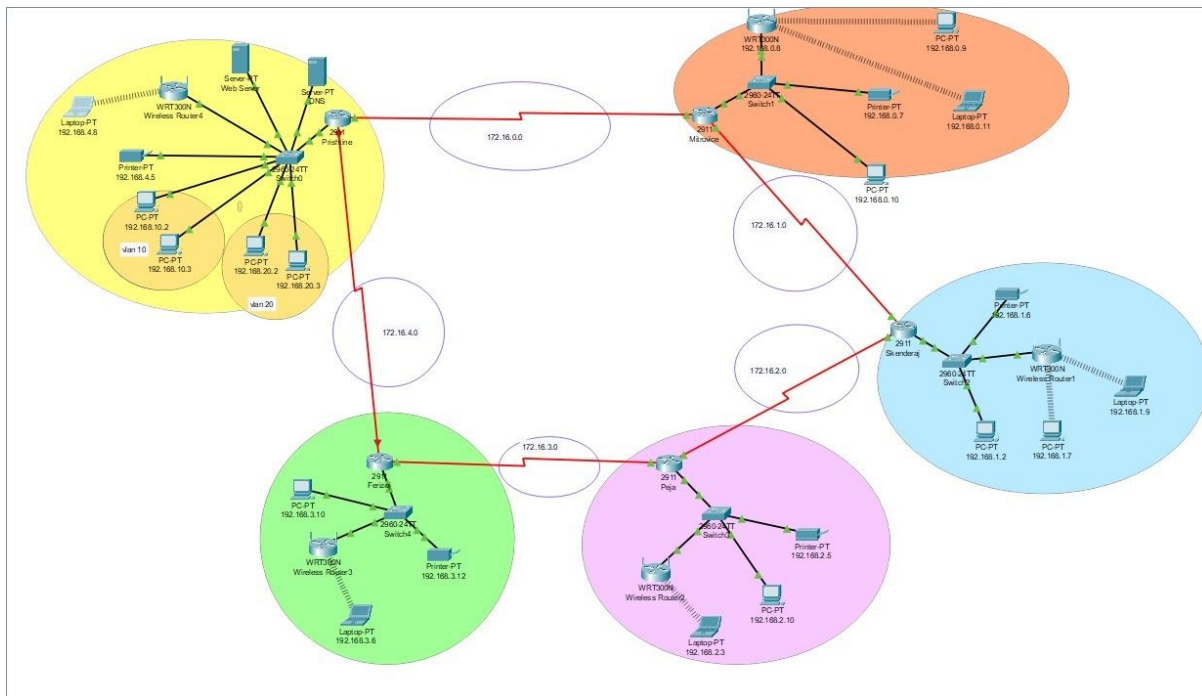 Server-PT
Web Server
Server-PT
DNS
WRT300N
Wireless Router4
Laptop-PT
192.168.4.6
2911
Prishtine
Printer-PT
192.168.4.5
2960-24TT
Switch0
PC-PT
192.168.10.2
vlan 10
PC-PT
192.168.10.3
PC-PT
192.168.20.2
PC-PT
192.168.20.3
vlan 20
172.16.0.0
WRT300N
192.168.0.8
PC-PT
192.168.0.9
2960-24TT
Switch1
Printer-PT
192.168.0.7
Laptop-PT
192.168.0.11
2911
Mitrovice
PC-PT
192.168.0.10
172.16.1.0
172.16.4.0
172.16.2.0
Printer-PT
192.168.1.6
2911
Skenderaj
2960-24TT
Switch2
WRT300N
Wireless Router1
Laptop-PT
192.168.1.9
PC-PT
192.168.1.2
PC-PT
192.168.1.7
172.16.3.0
2911
Ferizaj
PC-PT
192.168.3.10
2960-24TT
Switch4
WRT300N
Wireless Router3
Printer-PT
192.168.3.12
Laptop-PT
192.168.3.6
2911
Peja
2960-24TT
Switch3
Printer-PT
192.168.2.5
WRT300N
Wireless Router2
PC-PT
192.168.2.10
Laptop-PT
192.168.2.3